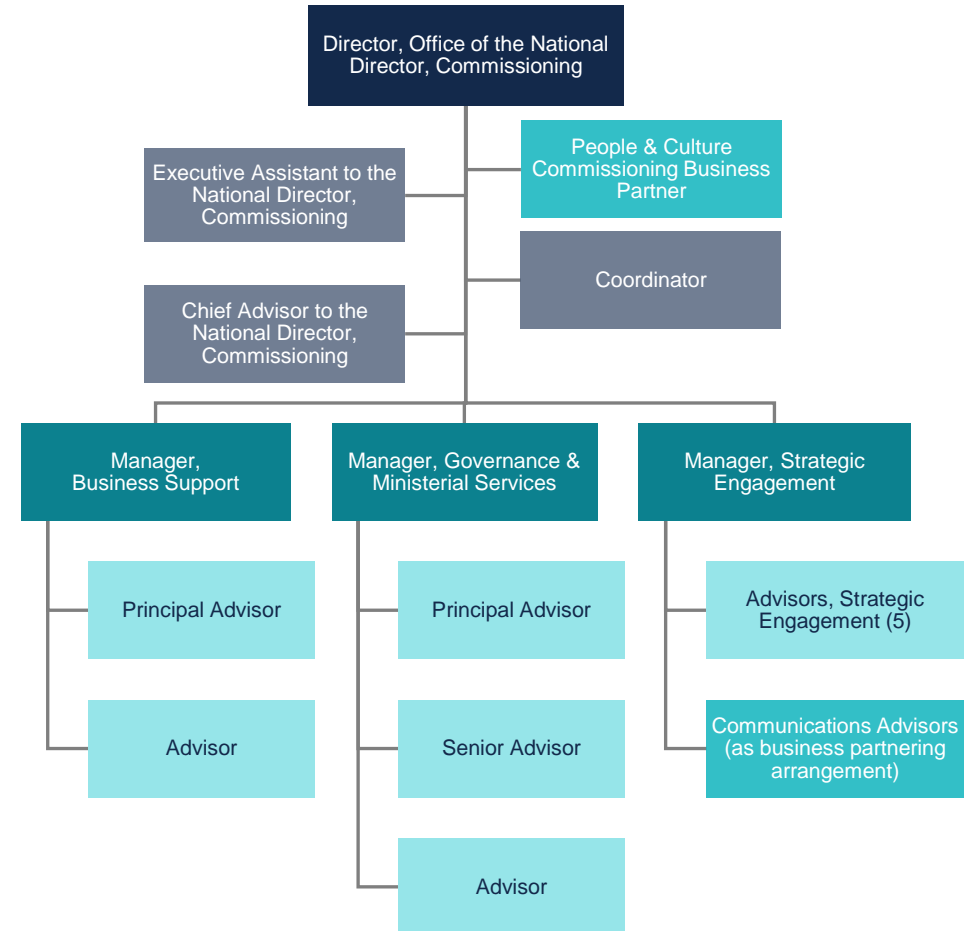 Director, Office of the National
Director, Commissioning
People & Culture
Commissioning Business
Partner
Executive Assistant to the
National Director,
Commissioning
Coordinator
Chief Advisor to the
National Director,
Commissioning
Manager,
Business Support
Manager, Governance &
Ministerial Services
Manager, Strategic
Engagement
Principal Advisor
Principal Advisor
Advisors, Strategic
Engagement (5)
Advisor
Senior Advisor
Communications Advisors
(as business partnering
arrangement)
Advisor